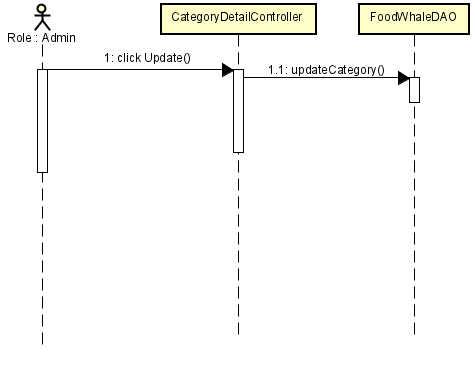 CategoryDetailController
FoodWhaleDAO
Role : Admin
1: click Update()
1.1: updateCategory()